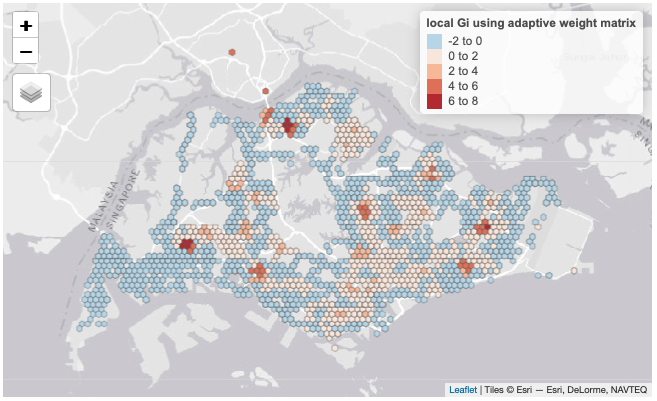 +
−
local Gi using adaptive weight matrix
-2 to 0
0 to 2
2 to 4
4 to 6
6 to 8
MALAYSIA
SINGAPORE
Leaflet | Tiles © Esri — Esri, DeLorme, NAVTEQ